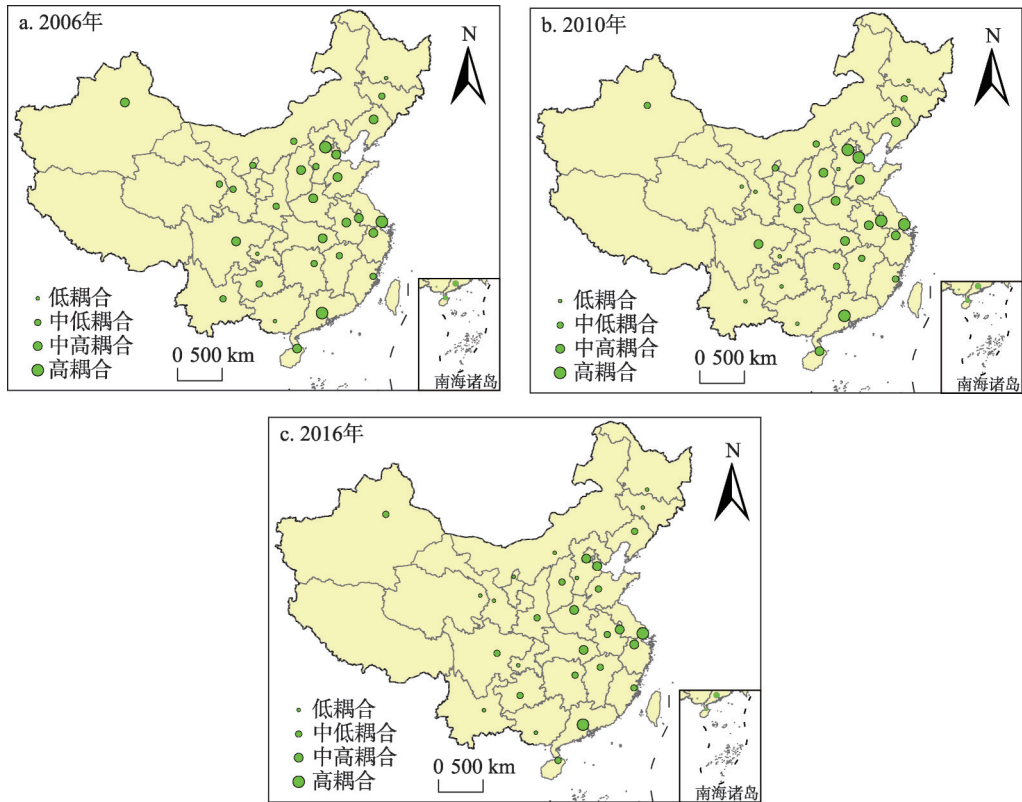 a. 2006年
N
低耦合
中低耦合
中高耦合
高耦合
0 500 km
南海诸岛
b. 2010年
N
低耦合
中低耦合
中高耦合
高耦合
0 500 km
南海诸岛
c. 2016年
N
低耦合
中低耦合
中高耦合
高耦合
0 500 km
南海诸岛